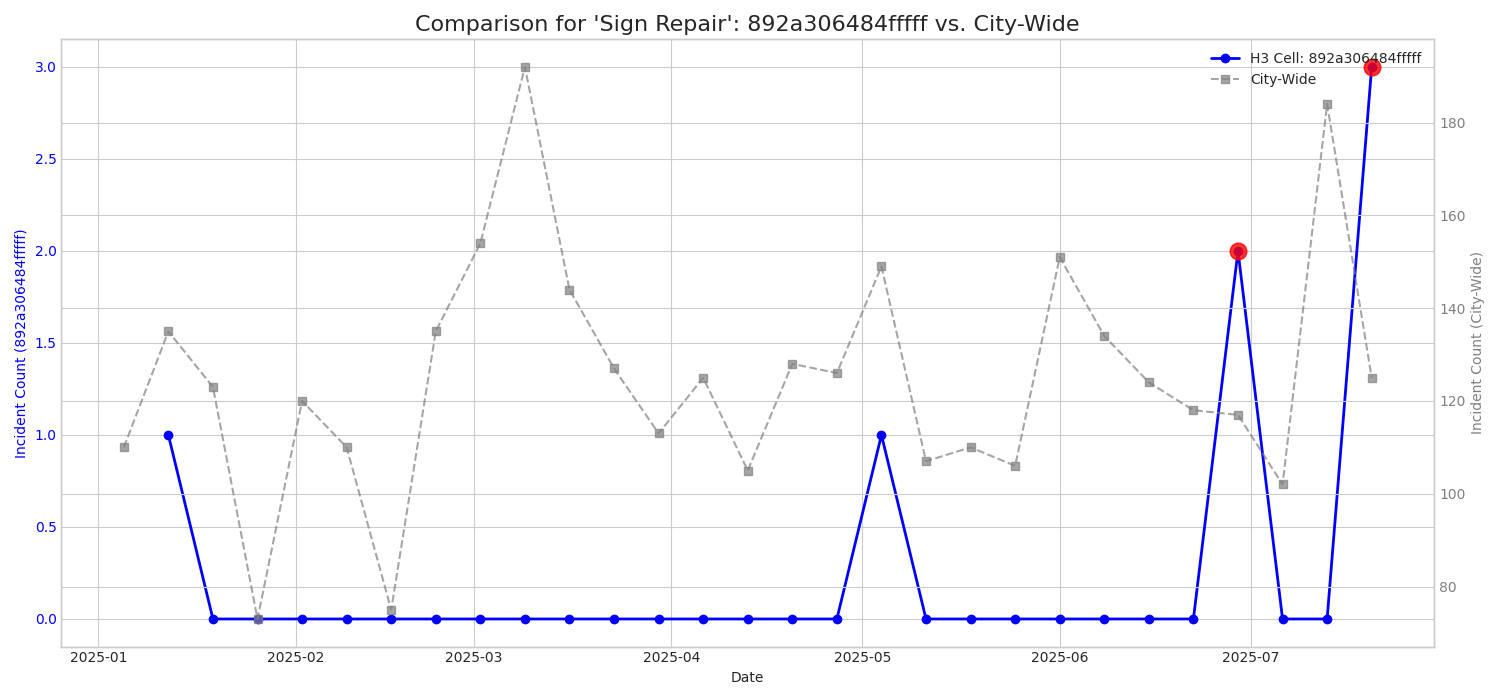 Comparison for 'Sign Repair': 892a306484fffff vs. City-Wide
H3 Cell: 892a306484fffff
City-Wide
Incident Count (892a306484fffff)
3.0
2.5
2.0
1.5
1.0
0.5
0.0
180
160
140
120
100
80
Incident Count (City-Wide)
2025-01 2025-02 2025-03 2025-04 2025-05 2025-06 2025-07
Date